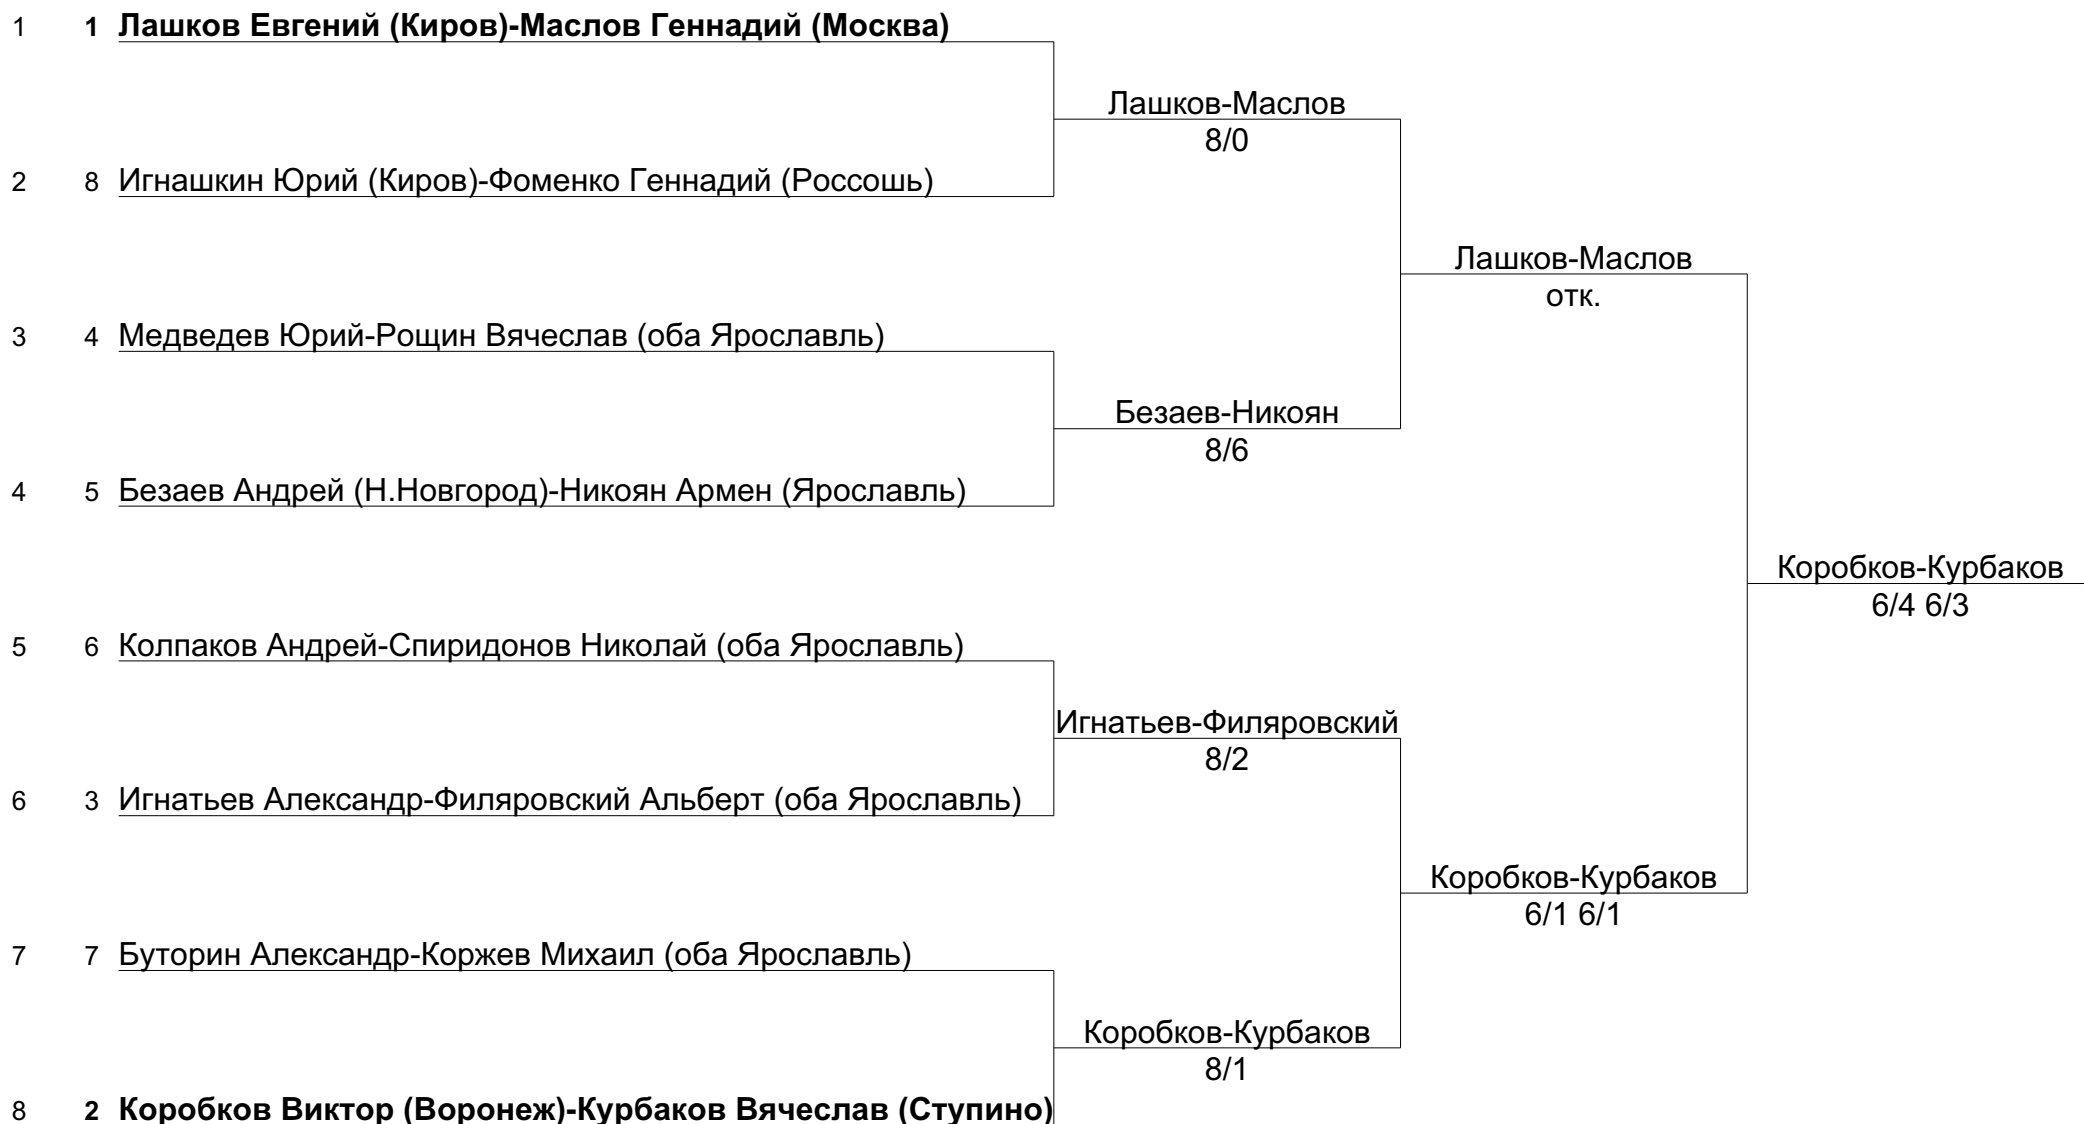 1 1 Лашков Евгений (Киров)-Маслов Геннадий (Москва)
Лашков-Маслов
8/0
2 8 Игнашкин Юрий (Киров)-Фоменко Геннадий (Россошь)
Лашков-Маслов
отк.
3 4 Медведев Юрий-Рощин Вячеслав (оба Ярославль)
Безаев-Никоян
8/6
4 5 Безаев Андрей (Н.Новгород)-Никоян Армен (Ярославль)
Коробков-Курбаков
6/4 6/3
5 6 Колпаков Андрей-Спиридонов Николай (оба Ярославль)
Игнатьев-Филяровский
8/2
6 3 Игнатьев Александр-Филяровский Альберт (оба Ярославль)
Коробков-Курбаков
6/1 6/1
7 7 Буторин Александр-Коржев Михаил (оба Ярославль)
Коробков-Курбаков
8/1
8 2 Коробков Виктор (Воронеж)-Курбаков Вячеслав (Ступино)